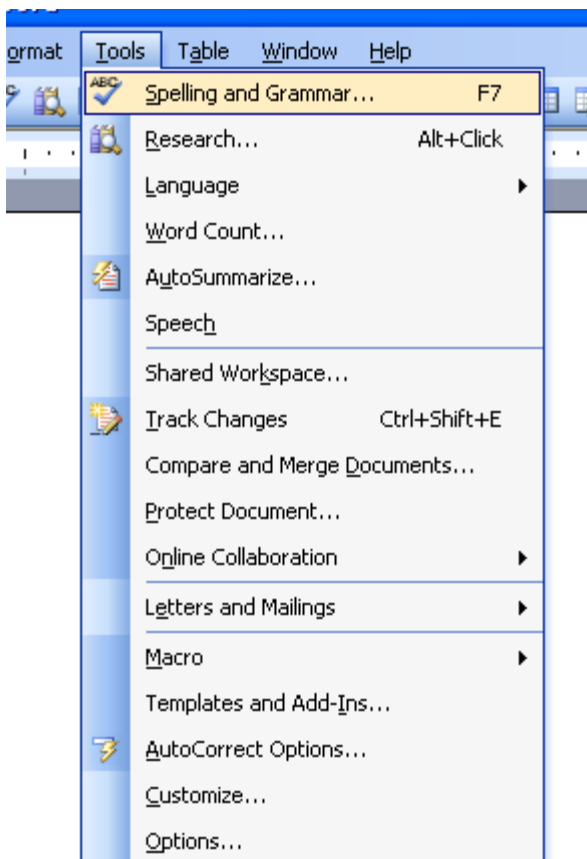 ormat Tools Table Window Help
ABC Spelling and Grammar... F7
Research... Alt+Click
Language
Word Count...
AutoSummarize...
Speech
Shared Workspace...
Track Changes Ctrl+Shift+E
Compare and Merge Documents...
Protect Document...
Online Collaboration
Letters and Mailings
Macro
Templates and Add-Ins...
AutoCorrect Options...
Customize...
Options...